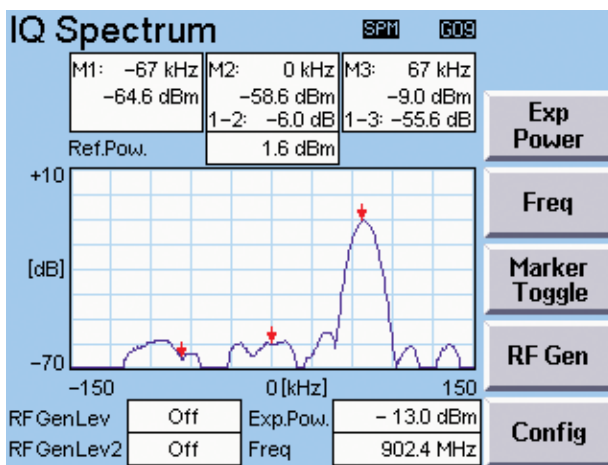 IQ Spectrum SPM G09
M1: −67 kHz M2: 0 kHz M3: 67 kHz
−64.6 dBm −58.6 dBm −9.0 dBm
1−2: −6.0 dB 1−3: −55.6 dB
Ref.Pow. 1.6 dBm
Exp
Power
+10
Freq
[dB]
Marker
Toggle
−70
RF Gen
−150 0 [kHz] 150
RFGenLev Off Exp.Pow. − 13.0 dBm
RFGenLev2 Off Freq 902.4 MHz
Config